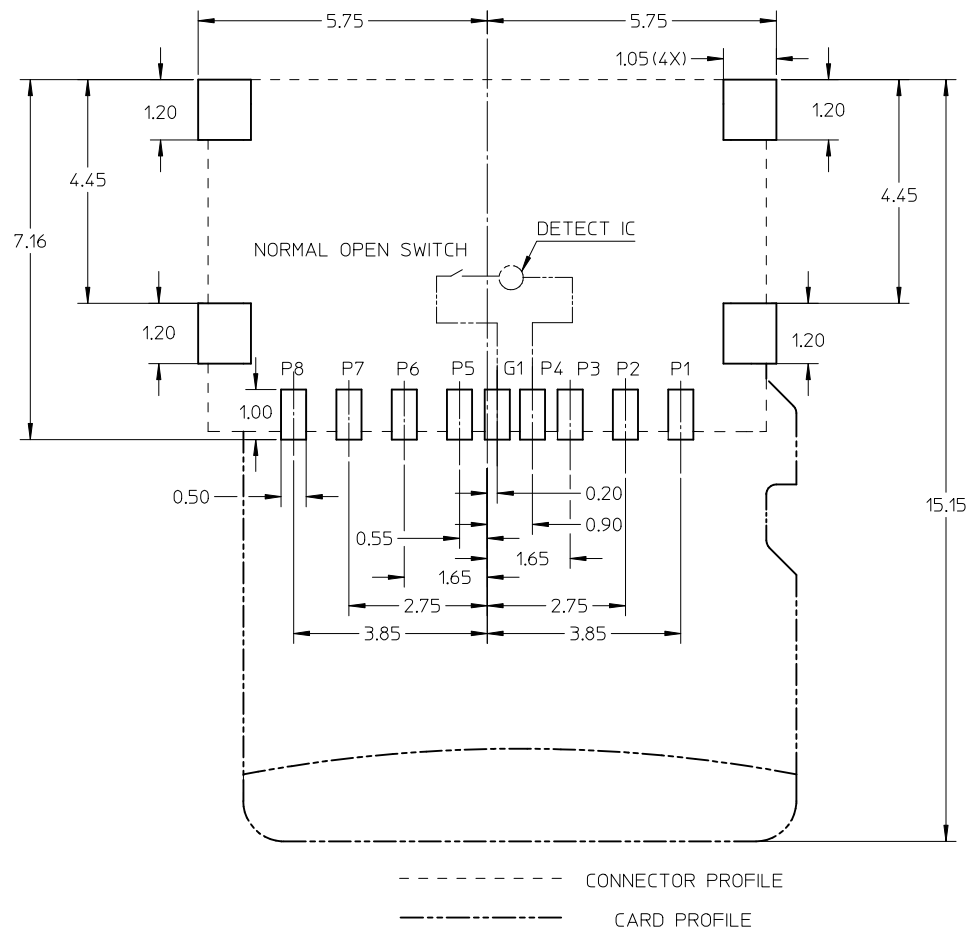 5.75 5.75
1.05(4X)
1.20 1.20
4.45 4.45
7.16
DETECT IC
NORMAL OPEN SWITCH
1.20 1.20
P8 P7 P6 P5 G1 P4 P3 P2 P1
1.00
0.50 0.20
15.15
0.90
0.55
1.65
1.65
2.75 2.75
3.85 3.85
CONNECTOR PROFILE
CARD PROFILE